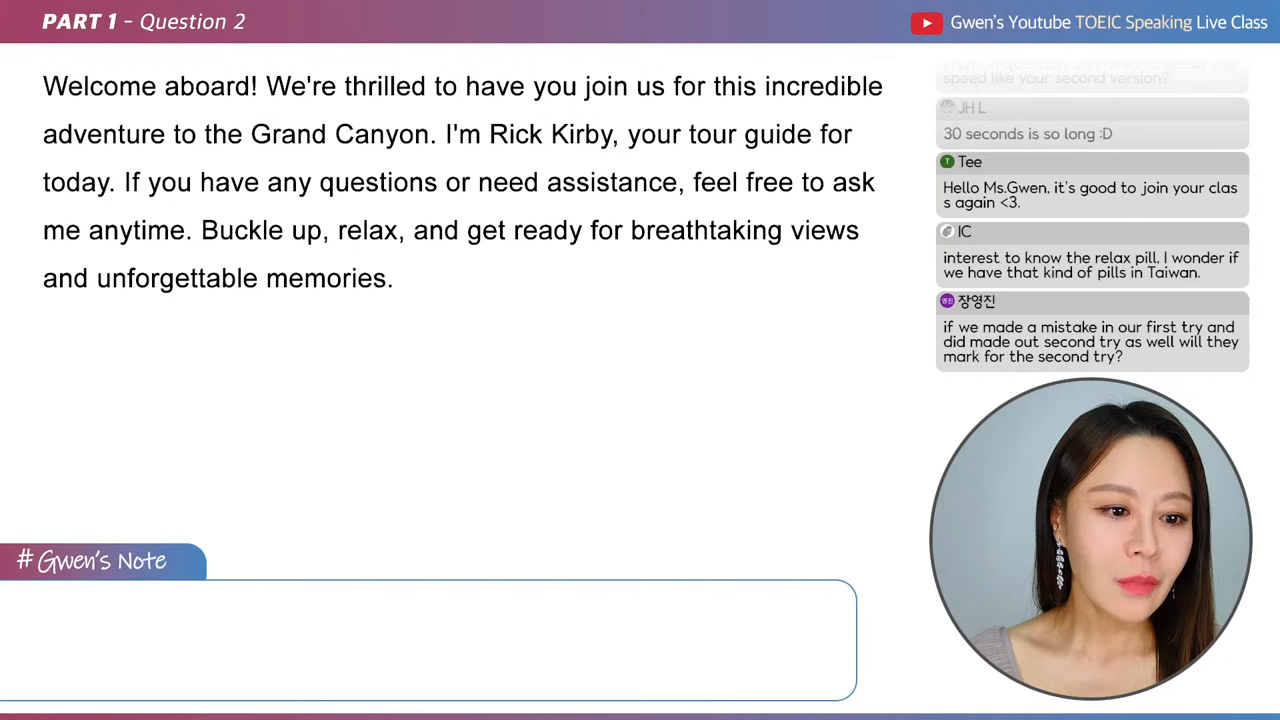 PART 1 - Question 2
Gwen's Youtube TOEIC Speaking Live Class
Welcome aboard! We're thrilled to have you join us for this incredible
adventure to the Grand Canyon. I'm Rick Kirby, your tour guide for
today. If you have any questions or need assistance, feel free to ask
me anytime. Buckle up, relax, and get ready for breathtaking views
and unforgettable memories.
speed like your second version?
JH L
30 seconds is so long :D
T Tee
Hello Ms.Gwen. it's good to join your clas
s again <3.
IC
interest to know the relax pill. I wonder if
we have that kind of pills in Taiwan.
영진 장영진
if we made a mistake in our first try and
did made out second try as well will they
mark for the second try?
# Gwen's Note